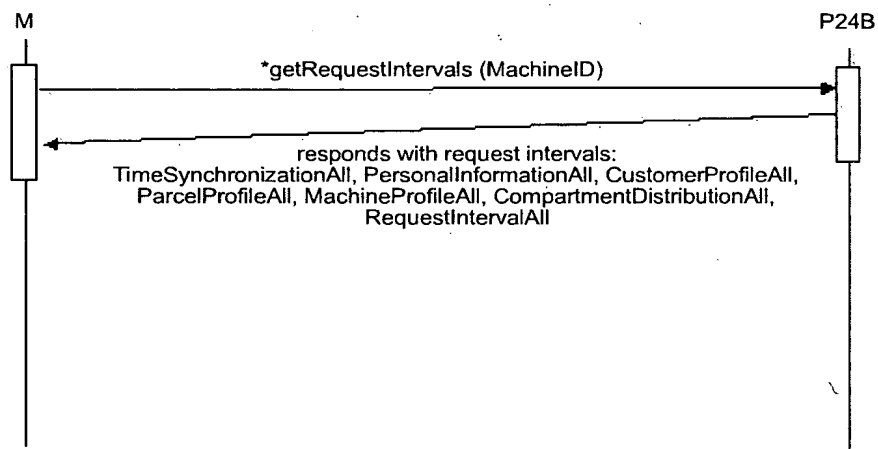 M
P24B
*getRequestIntervals (MachineID)
responds with request intervals:
TimeSynchronizationAll, PersonalInformationAll, CustomerProfileAll,
ParcelProfileAll, MachineProfileAll, CompartmentDistributionAll,
RequestIntervalAll